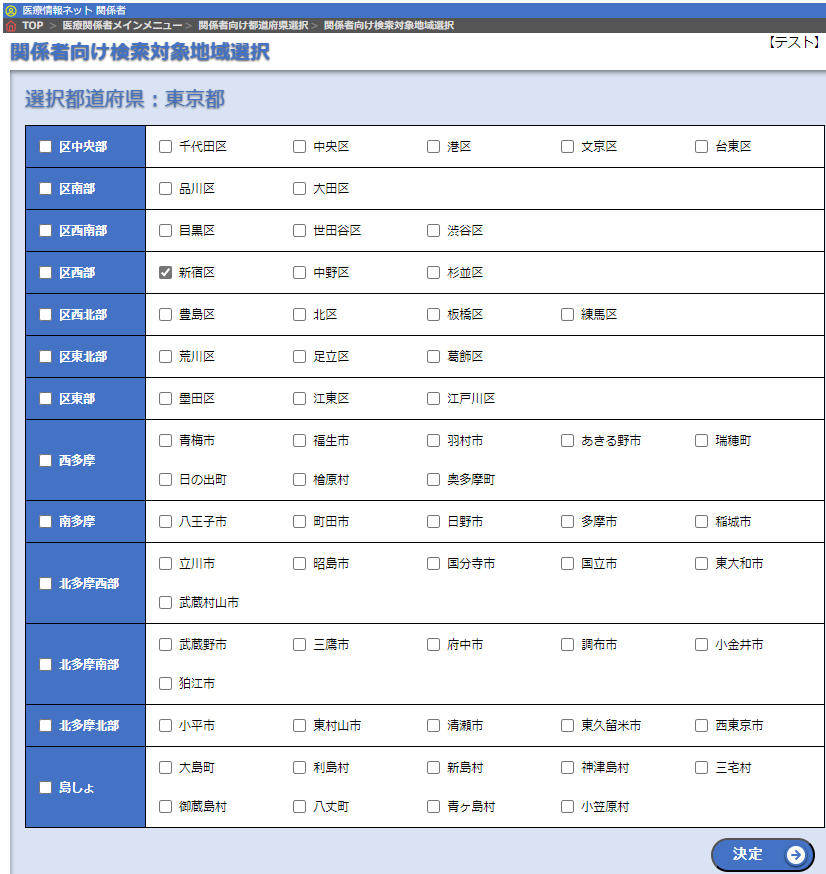 医療情報ネット 関係者
TOP > 医療関係者メインメニュー > 関係者向け都道府県選択 > 関係者向け検索対象地域選択
【テスト】
関係者向け検索対象地域選択
選択都道府県：東京都
区中央部 千代田区 中央区 港区 文京区 台東区
区南部 品川区 大田区
区西南部 目黒区 世田谷区 渋谷区
区西部 新宿区 中野区 杉並区
区西北部 豊島区 北区 板橋区 練馬区
区東北部 荒川区 足立区 葛飾区
区東部 墨田区 江東区 江戸川区
西多摩 青梅市 福生市 羽村市 あきる野市 瑞穂町
日の出町 檜原村 奥多摩町
南多摩 八王子市 町田市 日野市 多摩市 稲城市
北多摩西部 立川市 昭島市 国分寺市 国立市 東大和市
武蔵村山市
北多摩南部 武蔵野市 三鷹市 府中市 調布市 小金井市
狛江市
北多摩北部 小平市 東村山市 清瀬市 東久留米市 西東京市
島しょ 大島町 利島村 新島村 神津島村 三宅村
御蔵島村 八丈町 青ヶ島村 小笠原村
決定